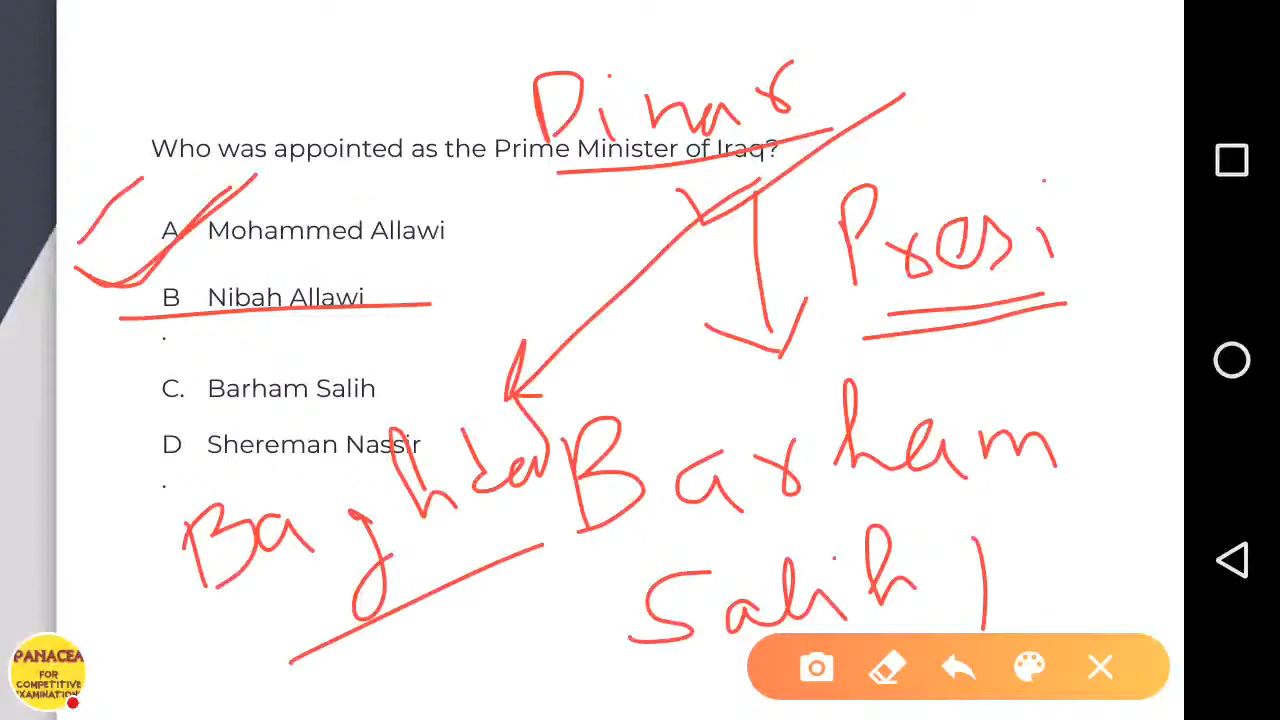 Dinar
Who was appointed as the Prime Minister of Iraq?
A. Mohammed Allawi
Presi
B Nibah Allawi
.
C. Barham Salih
D Shereman Nassir
.
Baghdad
Barham
Salih
PANACEA
FOR
COMPETITIVE
EXAMINATION